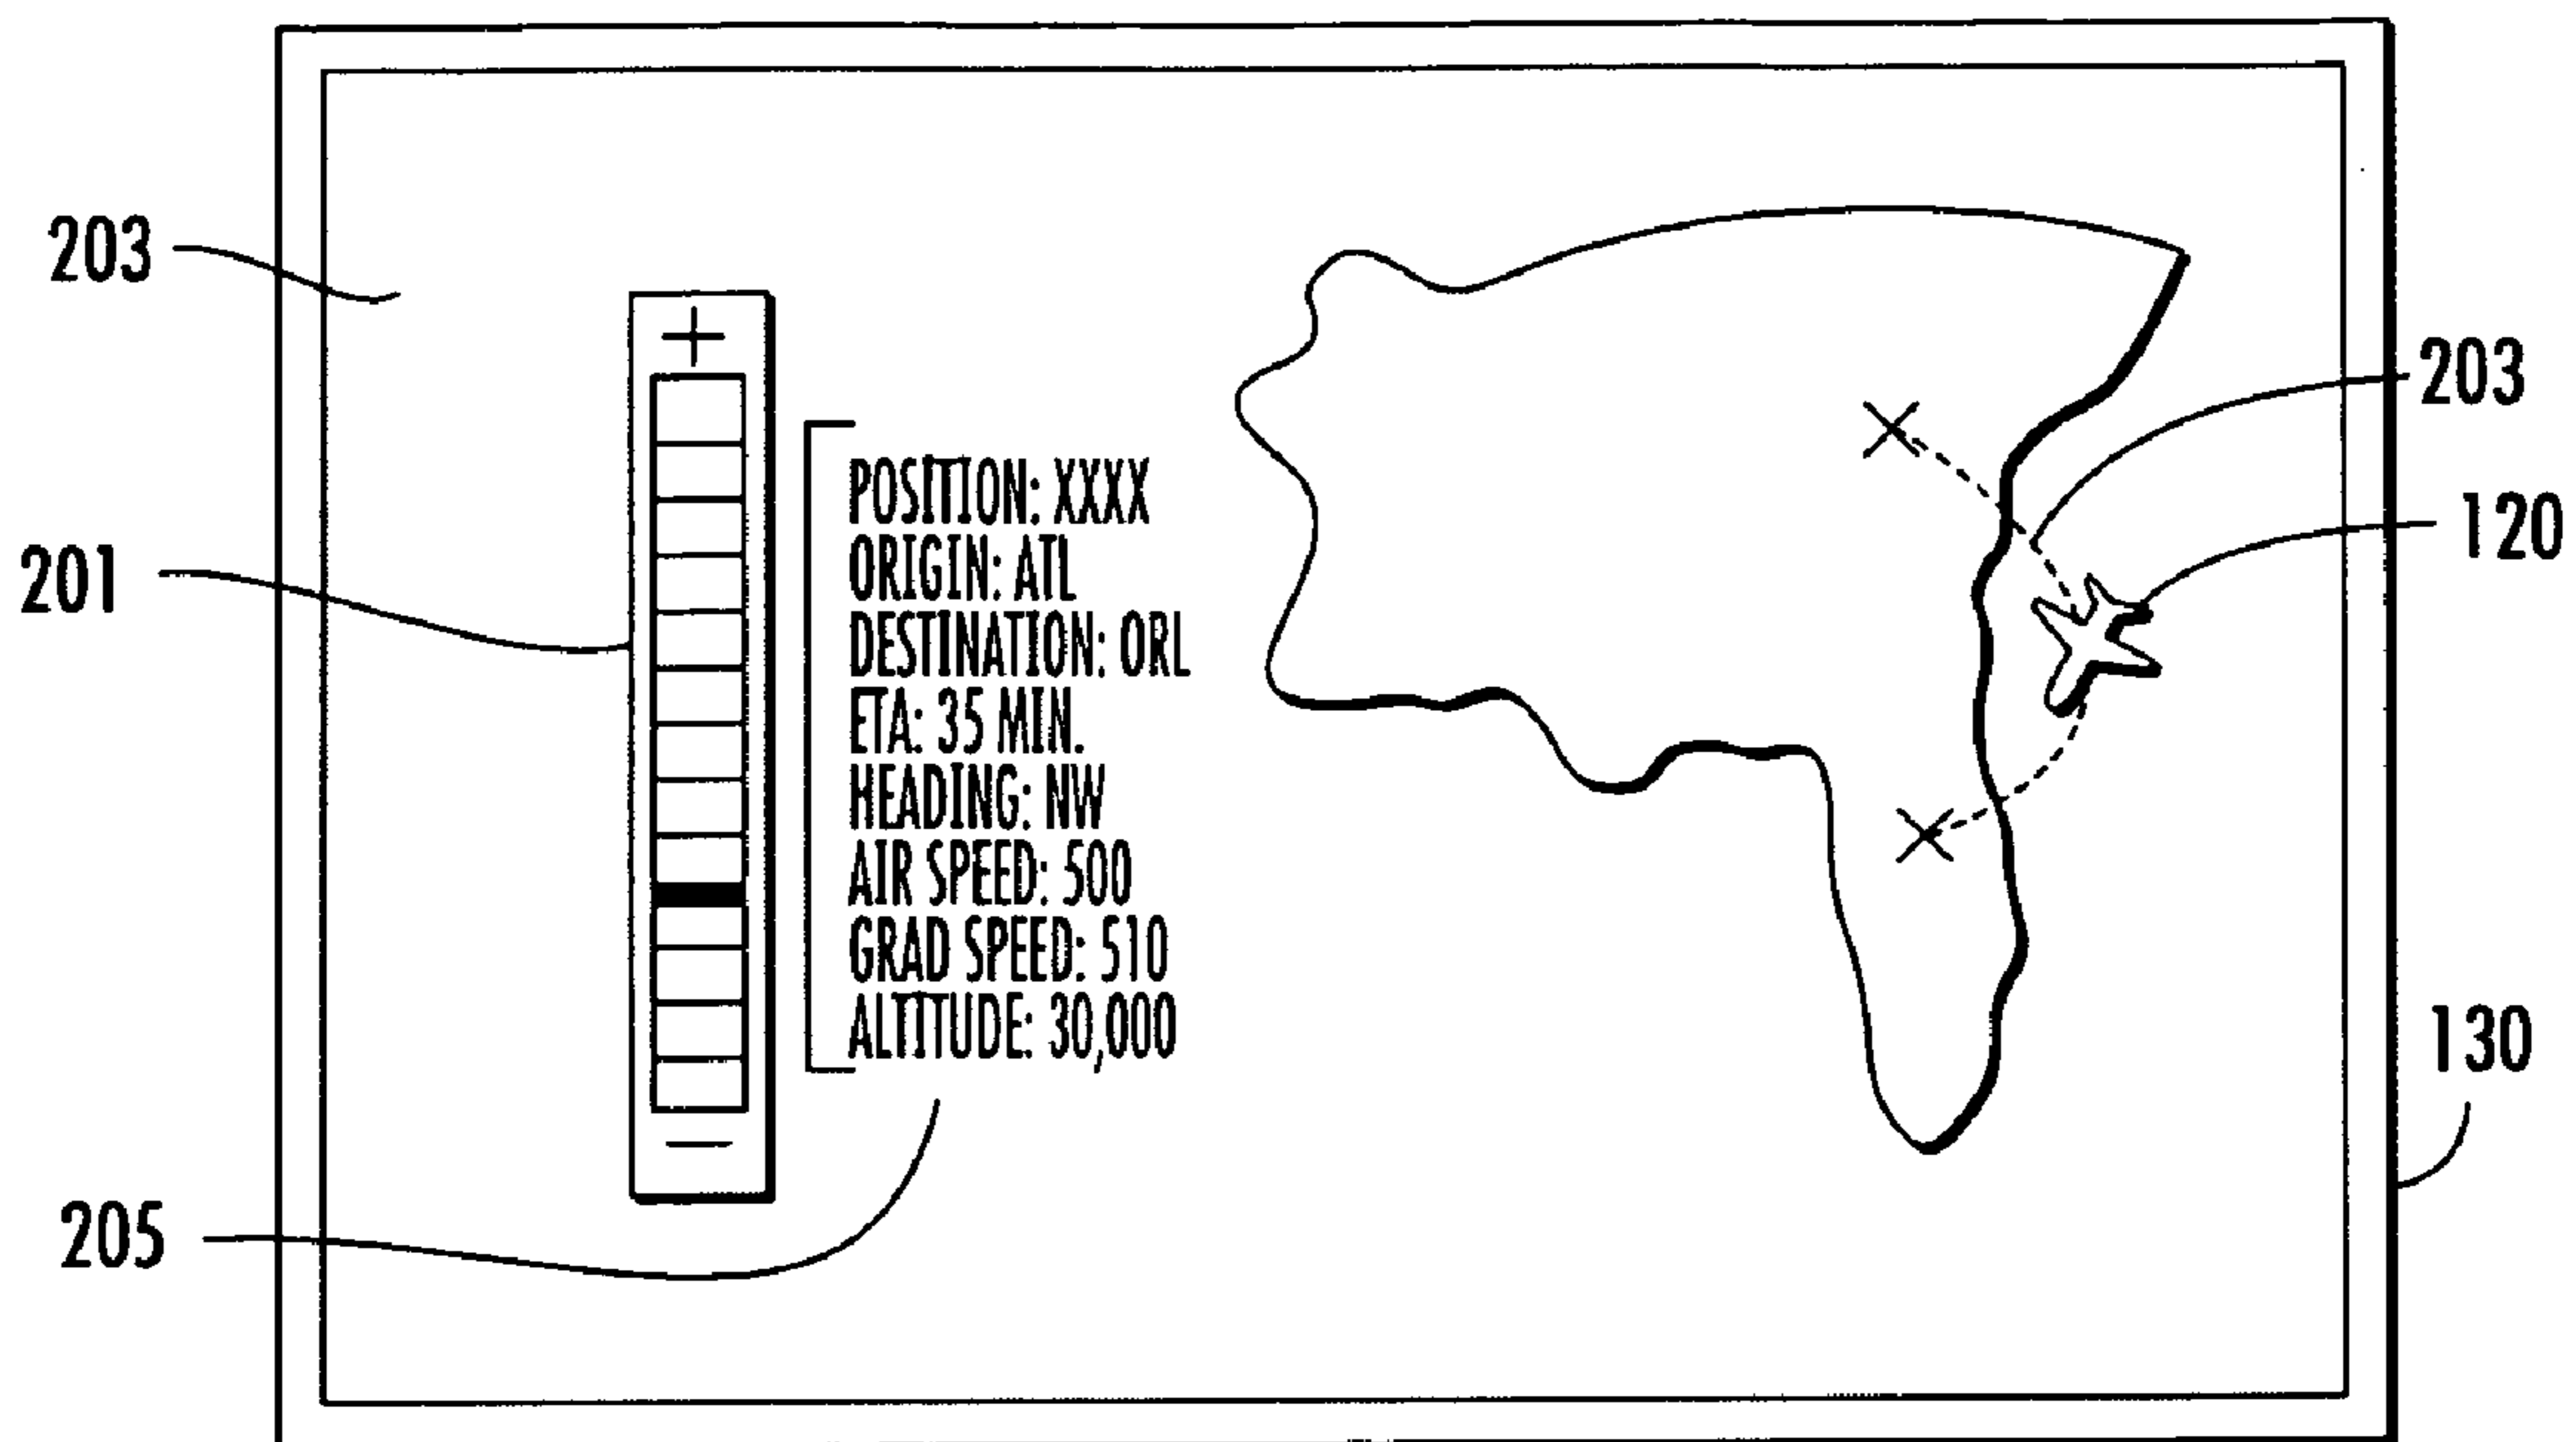 203
+
203
POSITION: XXXX
120
ORIGIN: ATL
201
DESTINATION: ORL
ETA: 35 MIN.
HEADING: NW
AIR SPEED: 500
GRAD SPEED: 510
ALTITUDE: 30,000
130
—
205